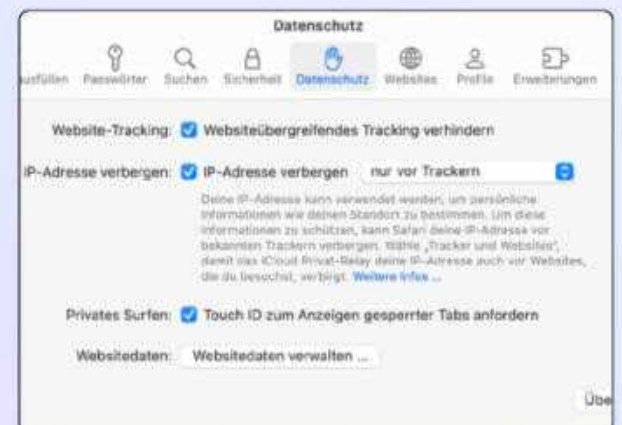 Datenschutz
ausfüllen Passwörter Suchen Sicherheit Datenschutz Websites Profile Erweiterungen
Website-Tracking: Websiteübergreifendes Tracking verhindern
IP-Adresse verbergen: IP-Adresse verbergen nur vor Trackern
Deine IP-Adresse kann verwendet werden, um persönliche
Informationen wie deinen Standort zu bestimmen. Um diese
Informationen zu schützen, kann Safari deine IP-Adresse vor
bekannten Trackern verbergen. Wähle „Tracker und Websites“,
damit das iCloud Privat-Relay deine IP-Adresse auch vor Websites,
die du besuchst, verbirgt. Weitere Infos ...
Privates Surfen: Touch ID zum Anzeigen gesperrter Tabs anfordern
Websitedaten: Websitedaten verwalten ...
Übe